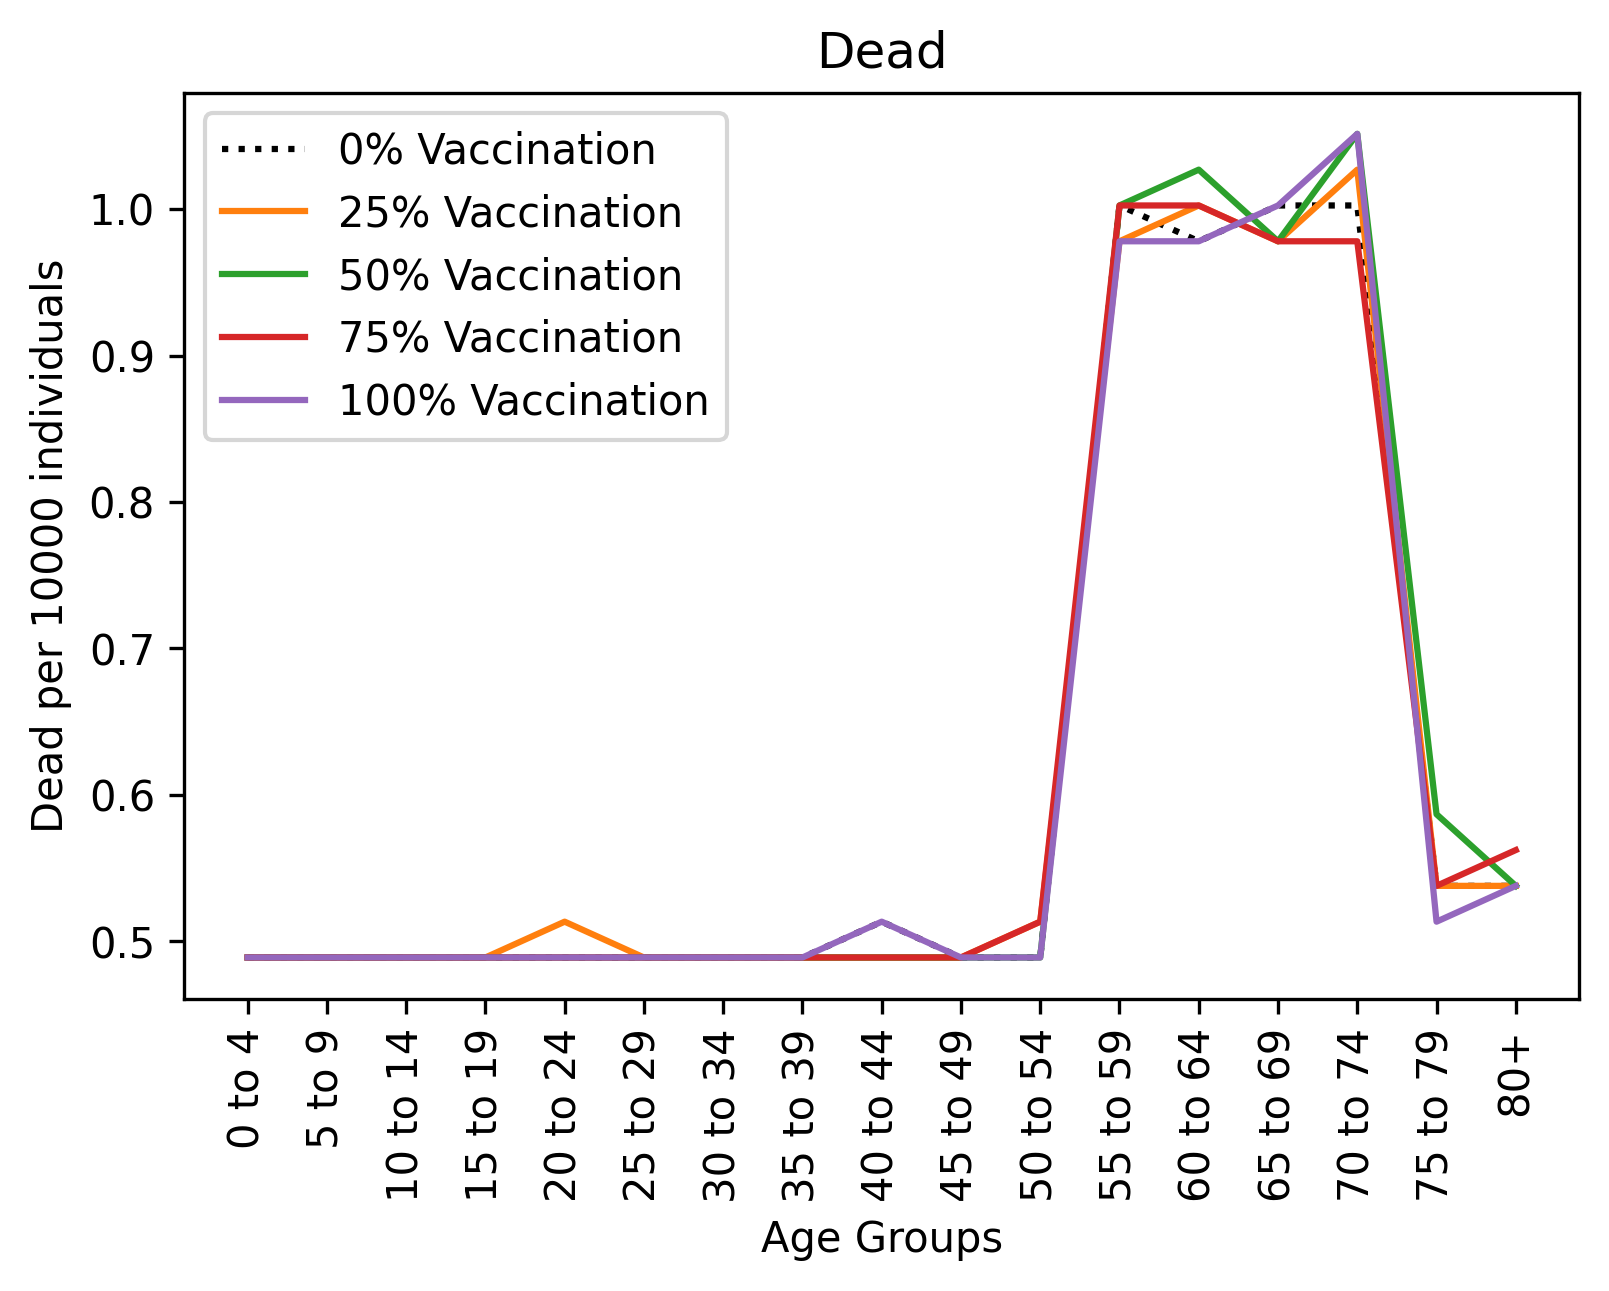 Dead
0% Vaccination
25% Vaccination
50% Vaccination
75% Vaccination
100% Vaccination
Dead per 10000 individuals
1.0
0.9
0.8
0.7
0.6
0.5
0 to 4
5 to 9
10 to 14
15 to 19
20 to 24
25 to 29
30 to 34
35 to 39
40 to 44
45 to 49
50 to 54
55 to 59
60 to 64
65 to 69
70 to 74
75 to 79
80+
Age Groups